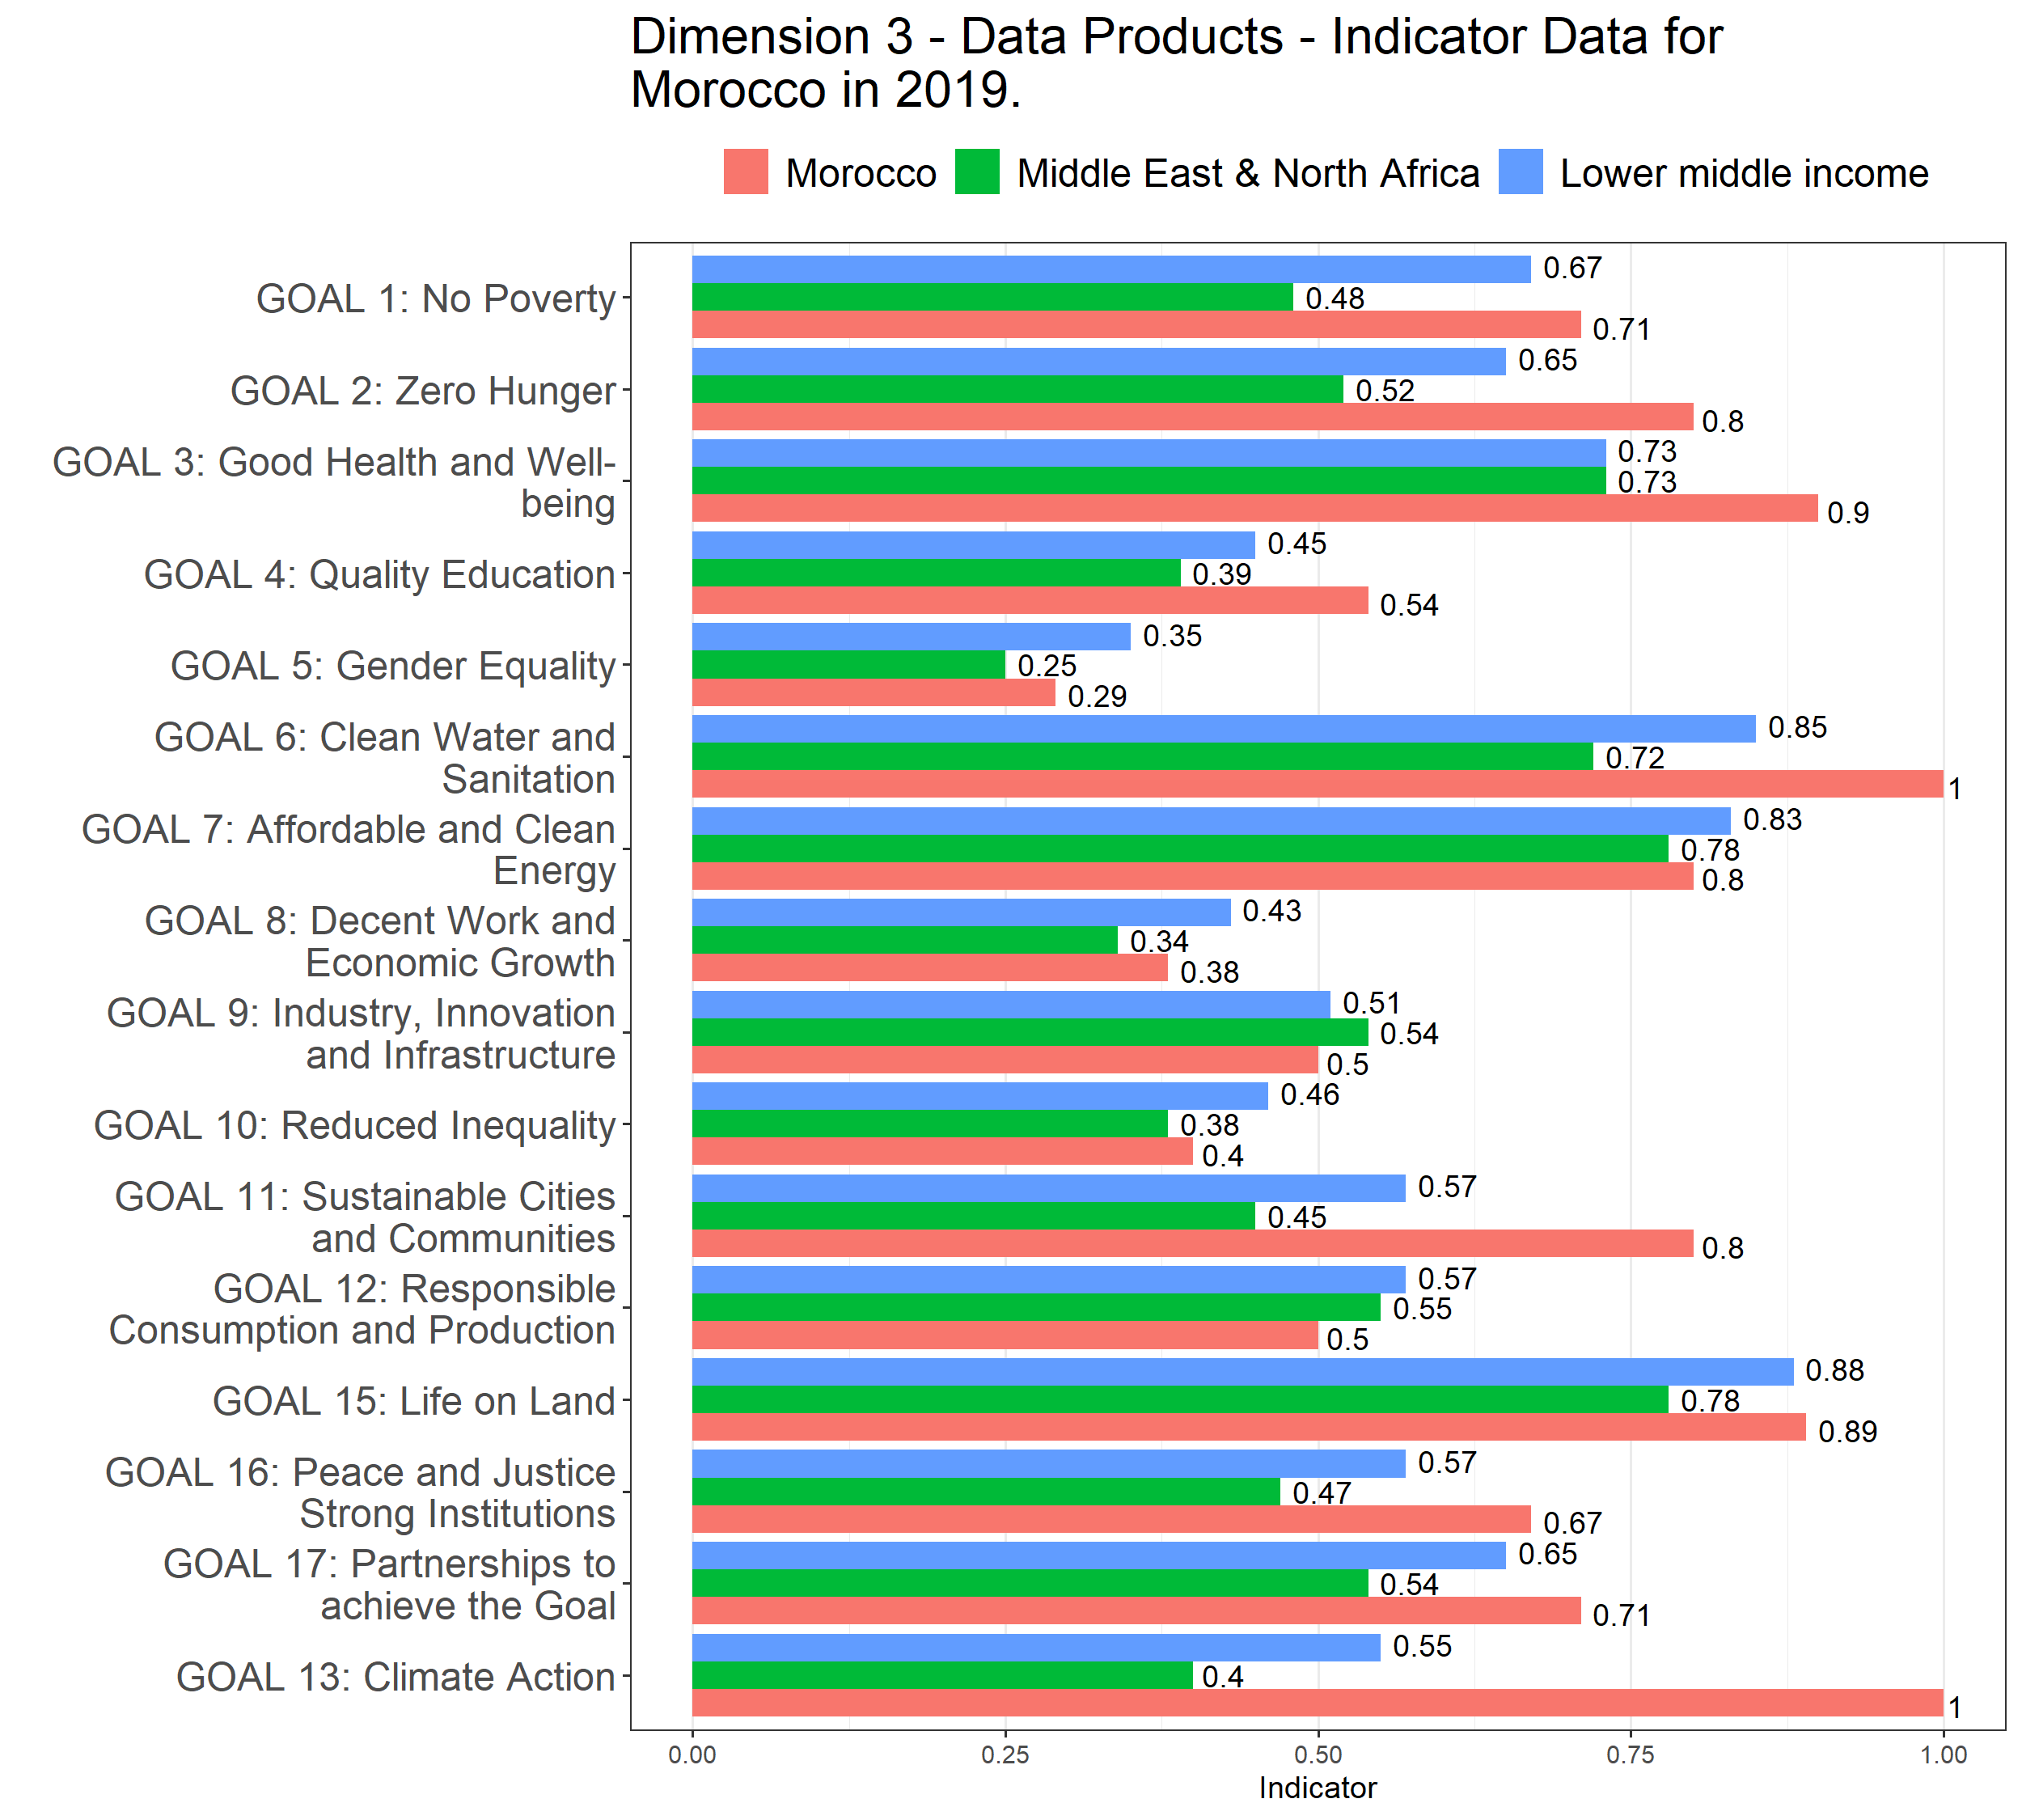 Dimension 3 - Data Products - Indicator Data for
Morocco in 2019.
Morocco Middle East & North Africa Lower middle income
GOAL 1: No Poverty
0.67
0.48
0.71
GOAL 2: Zero Hunger
0.65
0.52
0.8
GOAL 3: Good Health and Well-
being
0.73
0.73
0.9
GOAL 4: Quality Education
0.45
0.39
0.54
GOAL 5: Gender Equality
0.35
0.25
0.29
GOAL 6: Clean Water and
Sanitation
0.85
0.72
1
GOAL 7: Affordable and Clean
Energy
0.83
0.78
0.8
GOAL 8: Decent Work and
Economic Growth
0.43
0.34
0.38
GOAL 9: Industry, Innovation
and Infrastructure
0.51
0.54
0.5
GOAL 10: Reduced Inequality
0.46
0.38
0.4
GOAL 11: Sustainable Cities
and Communities
0.57
0.45
0.8
GOAL 12: Responsible
Consumption and Production
0.57
0.55
0.5
GOAL 15: Life on Land
0.88
0.78
0.89
GOAL 16: Peace and Justice
Strong Institutions
0.57
0.47
0.67
GOAL 17: Partnerships to
achieve the Goal
0.65
0.54
0.71
GOAL 13: Climate Action
0.55
0.4
1
0.00 0.25 0.50 0.75 1.00
Indicator